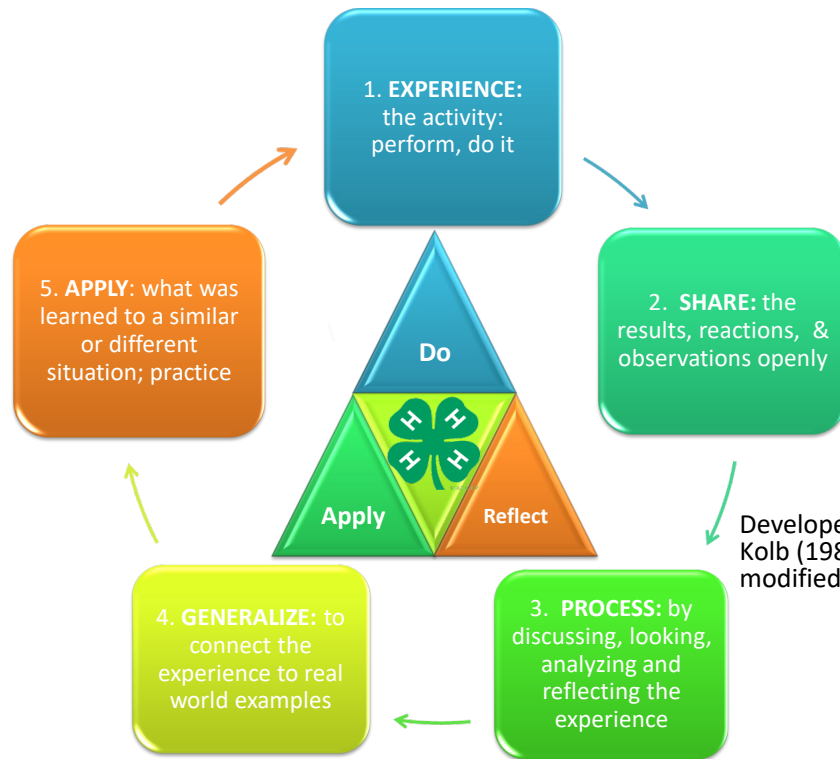 1. EXPERIENCE:
the activity:
perform, do it
2. SHARE: the
results, reactions, &
observations openly
3. PROCESS: by
discussing, looking,
analyzing and
reflecting the
experience
4. GENERALIZE: to
connect the
experience to real
world examples
5. APPLY: what was
learned to a similar
or different
situation; practice
Do
H H
H H
Apply
Reflect
Kolb
modified